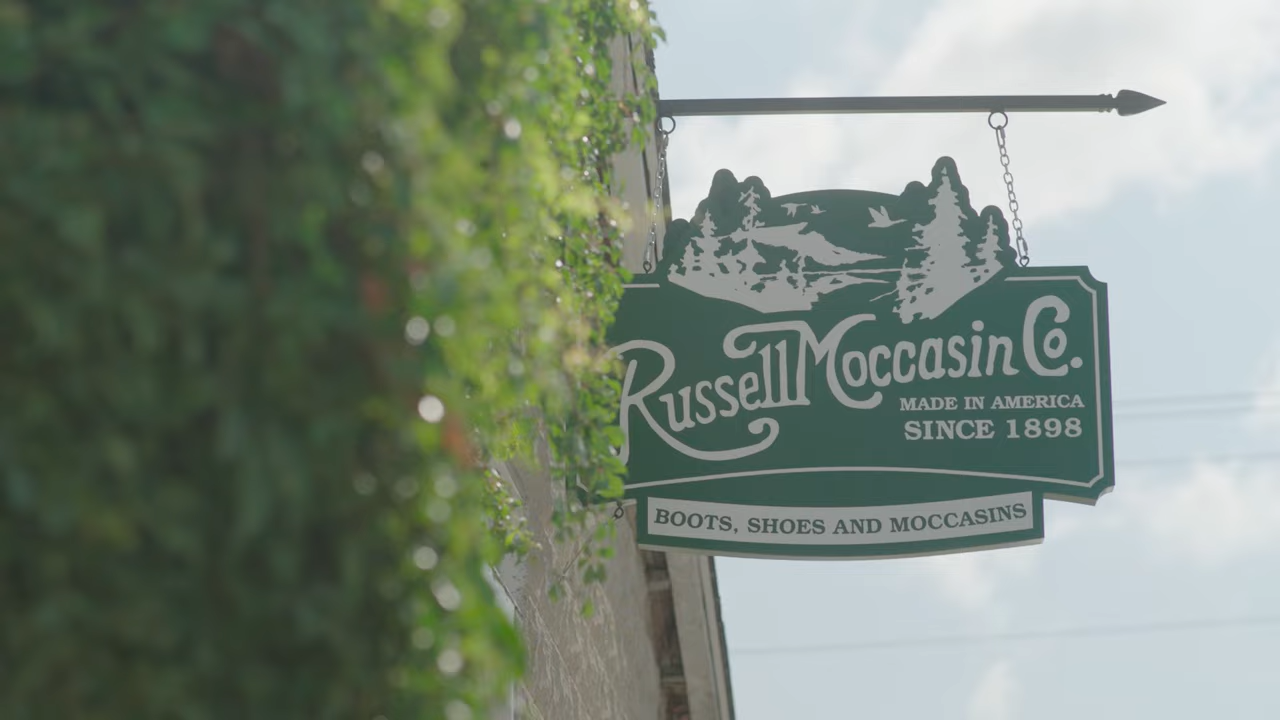 Russell Moccasin Co.
MADE IN AMERICA
SINCE 1898
BOOTS, SHOES AND MOCCASINS